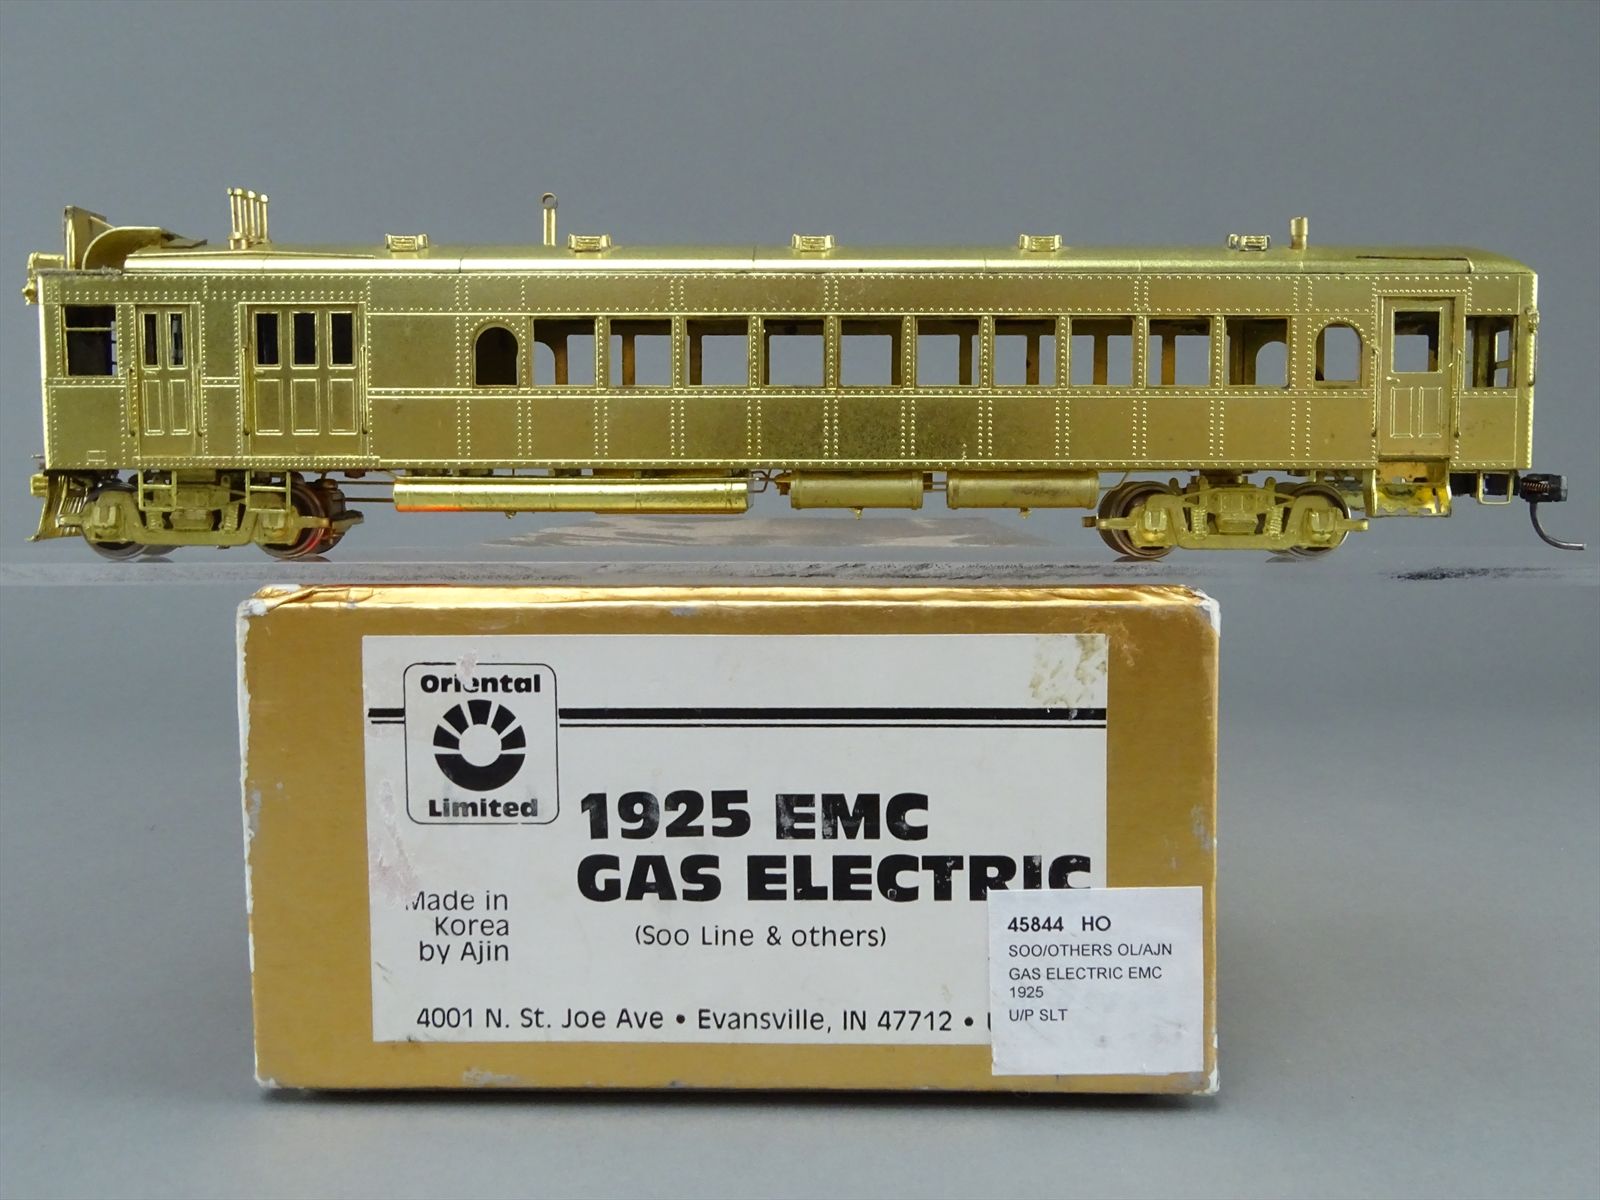 Oriental
Limited
1925 EMC
GAS ELECTRIC
(Soo Line & others)
Made in
Korea
by Ajin
4001 N. St. Joe Ave • Evansville, IN 47712 •
45844 HO
SOO/OTHERS OL/AJN
GAS ELECTRIC EMC
1925
U/P SLT